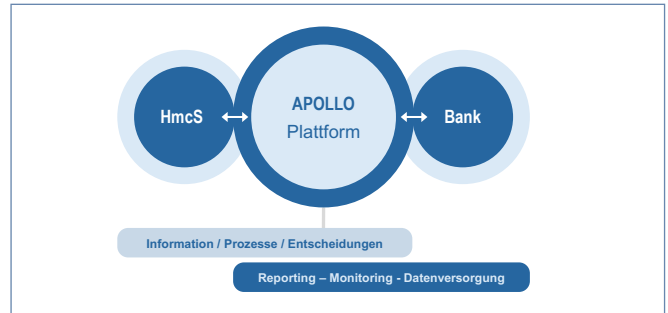 HmcS
APOLLO
Plattform
Bank
Information / Prozesse / Entscheidungen
Reporting – Monitoring - Datenversorgung